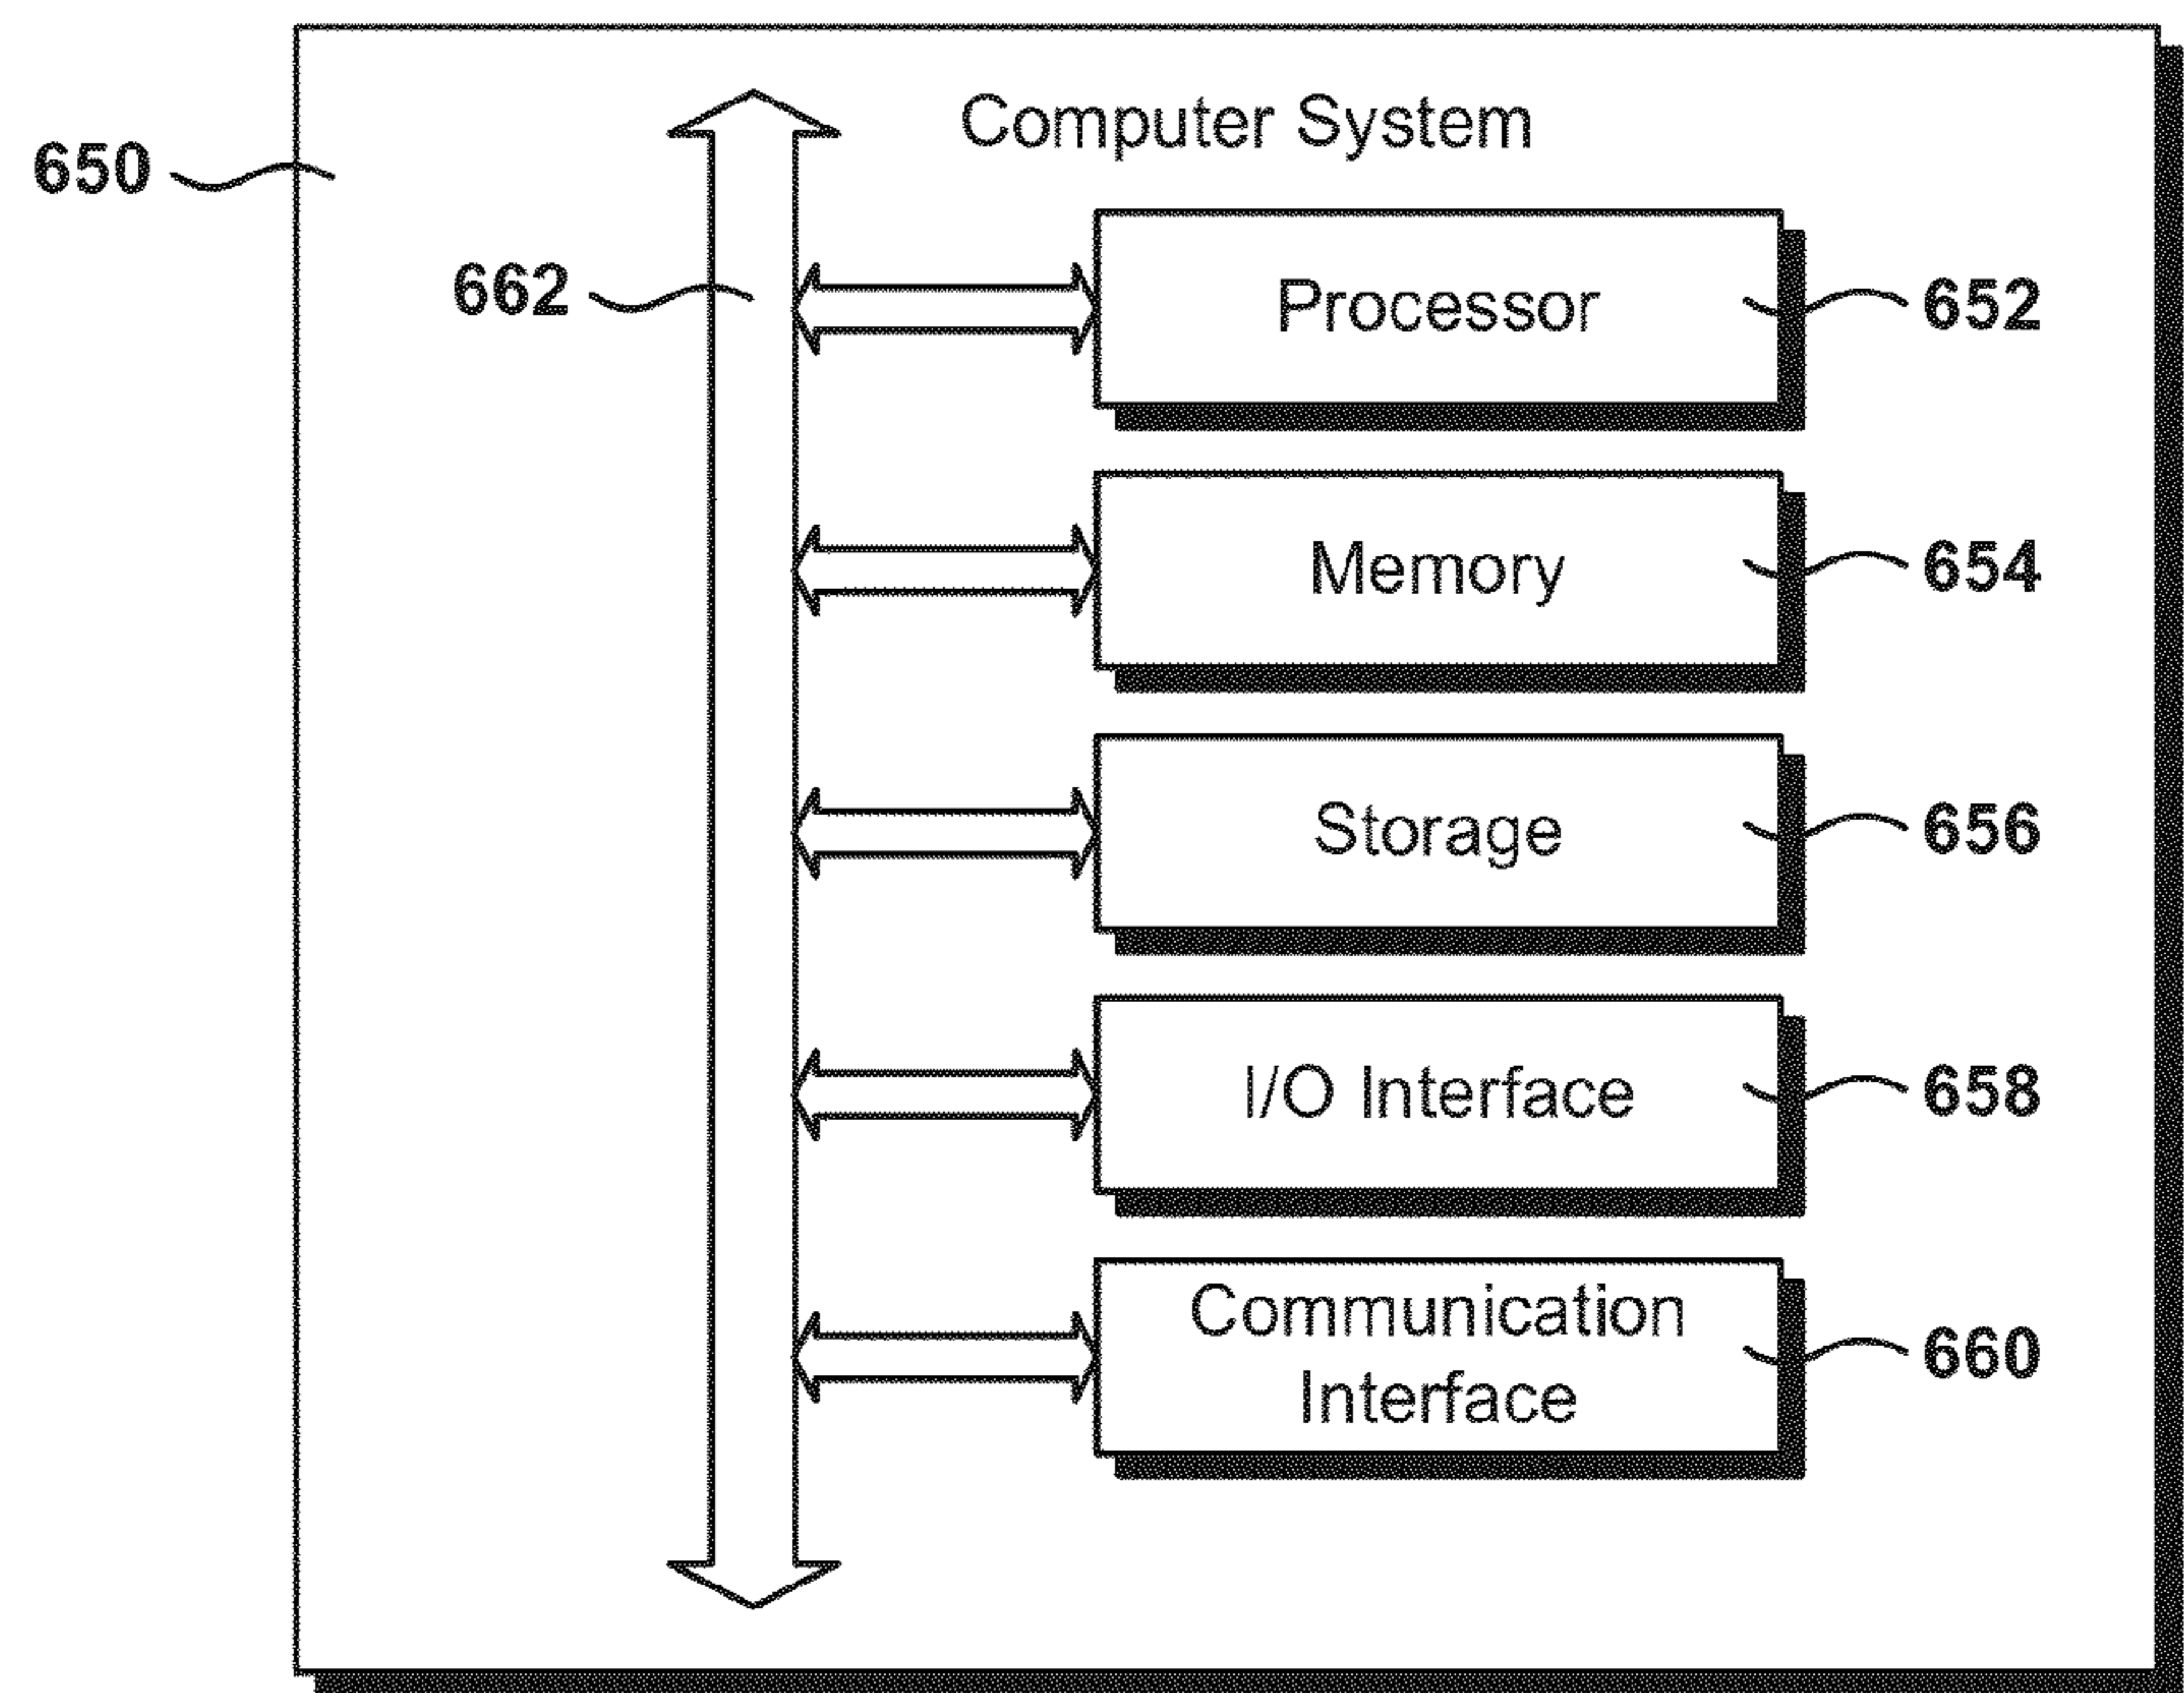 Computer System
650
662
Processor
652
Memory
654
Storage
656
I/O Interface
658
Communication
Interface
660